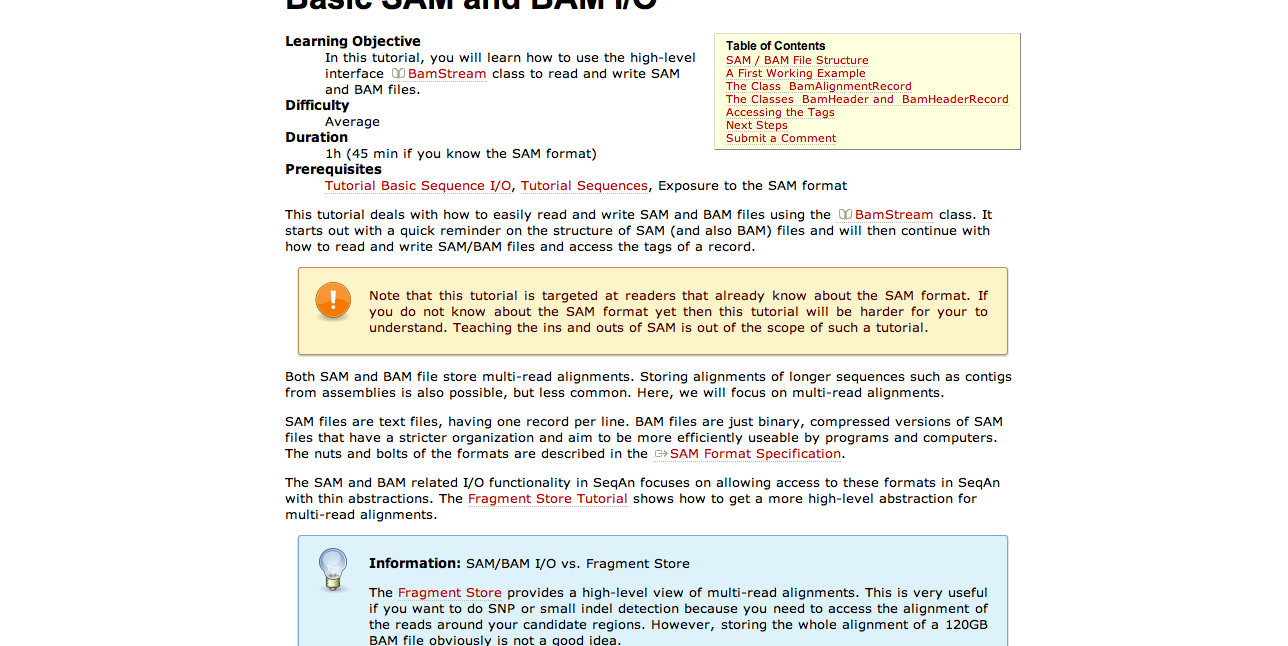 Basic SAM and BAM I/O
Learning Objective
In this tutorial, you will learn how to use the high-level
interface BamStream class to read and write SAM
and BAM files.
Difficulty
Average
Duration
1h (45 min if you know the SAM format)
Prerequisites
Tutorial Basic Sequence I/O, Tutorial Sequences, Exposure to the SAM format
Table of Contents
SAM / BAM File Structure
A First Working Example
The Class BamAlignmentRecord
The Classes BamHeader and BamHeaderRecord
Accessing the Tags
Next Steps
Submit a Comment
This tutorial deals with how to easily read and write SAM and BAM files using the BamStream class. It
starts out with a quick reminder on the structure of SAM (and also BAM) files and will then continue with
how to read and write SAM/BAM files and access the tags of a record.
Note that this tutorial is targeted at readers that already know about the SAM format. If
you do not know about the SAM format yet then this tutorial will be harder for your to
understand. Teaching the ins and outs of SAM is out of the scope of such a tutorial.
Both SAM and BAM file store multi-read alignments. Storing alignments of longer sequences such as contigs
from assemblies is also possible, but less common. Here, we will focus on multi-read alignments.
SAM files are text files, having one record per line. BAM files are just binary, compressed versions of SAM
files that have a stricter organization and aim to be more efficiently useable by programs and computers.
The nuts and bolts of the formats are described in the SAM Format Specification.
The SAM and BAM related I/O functionality in SeqAn focuses on allowing access to these formats in SeqAn
with thin abstractions. The Fragment Store Tutorial shows how to get a more high-level abstraction for
multi-read alignments.
Information: SAM/BAM I/O vs. Fragment Store
The Fragment Store provides a high-level view of multi-read alignments. This is very useful
if you want to do SNP or small indel detection because you need to access the alignment of
the reads around your candidate regions. However, storing the whole alignment of a 120GB
BAM file obviously is not a good idea.